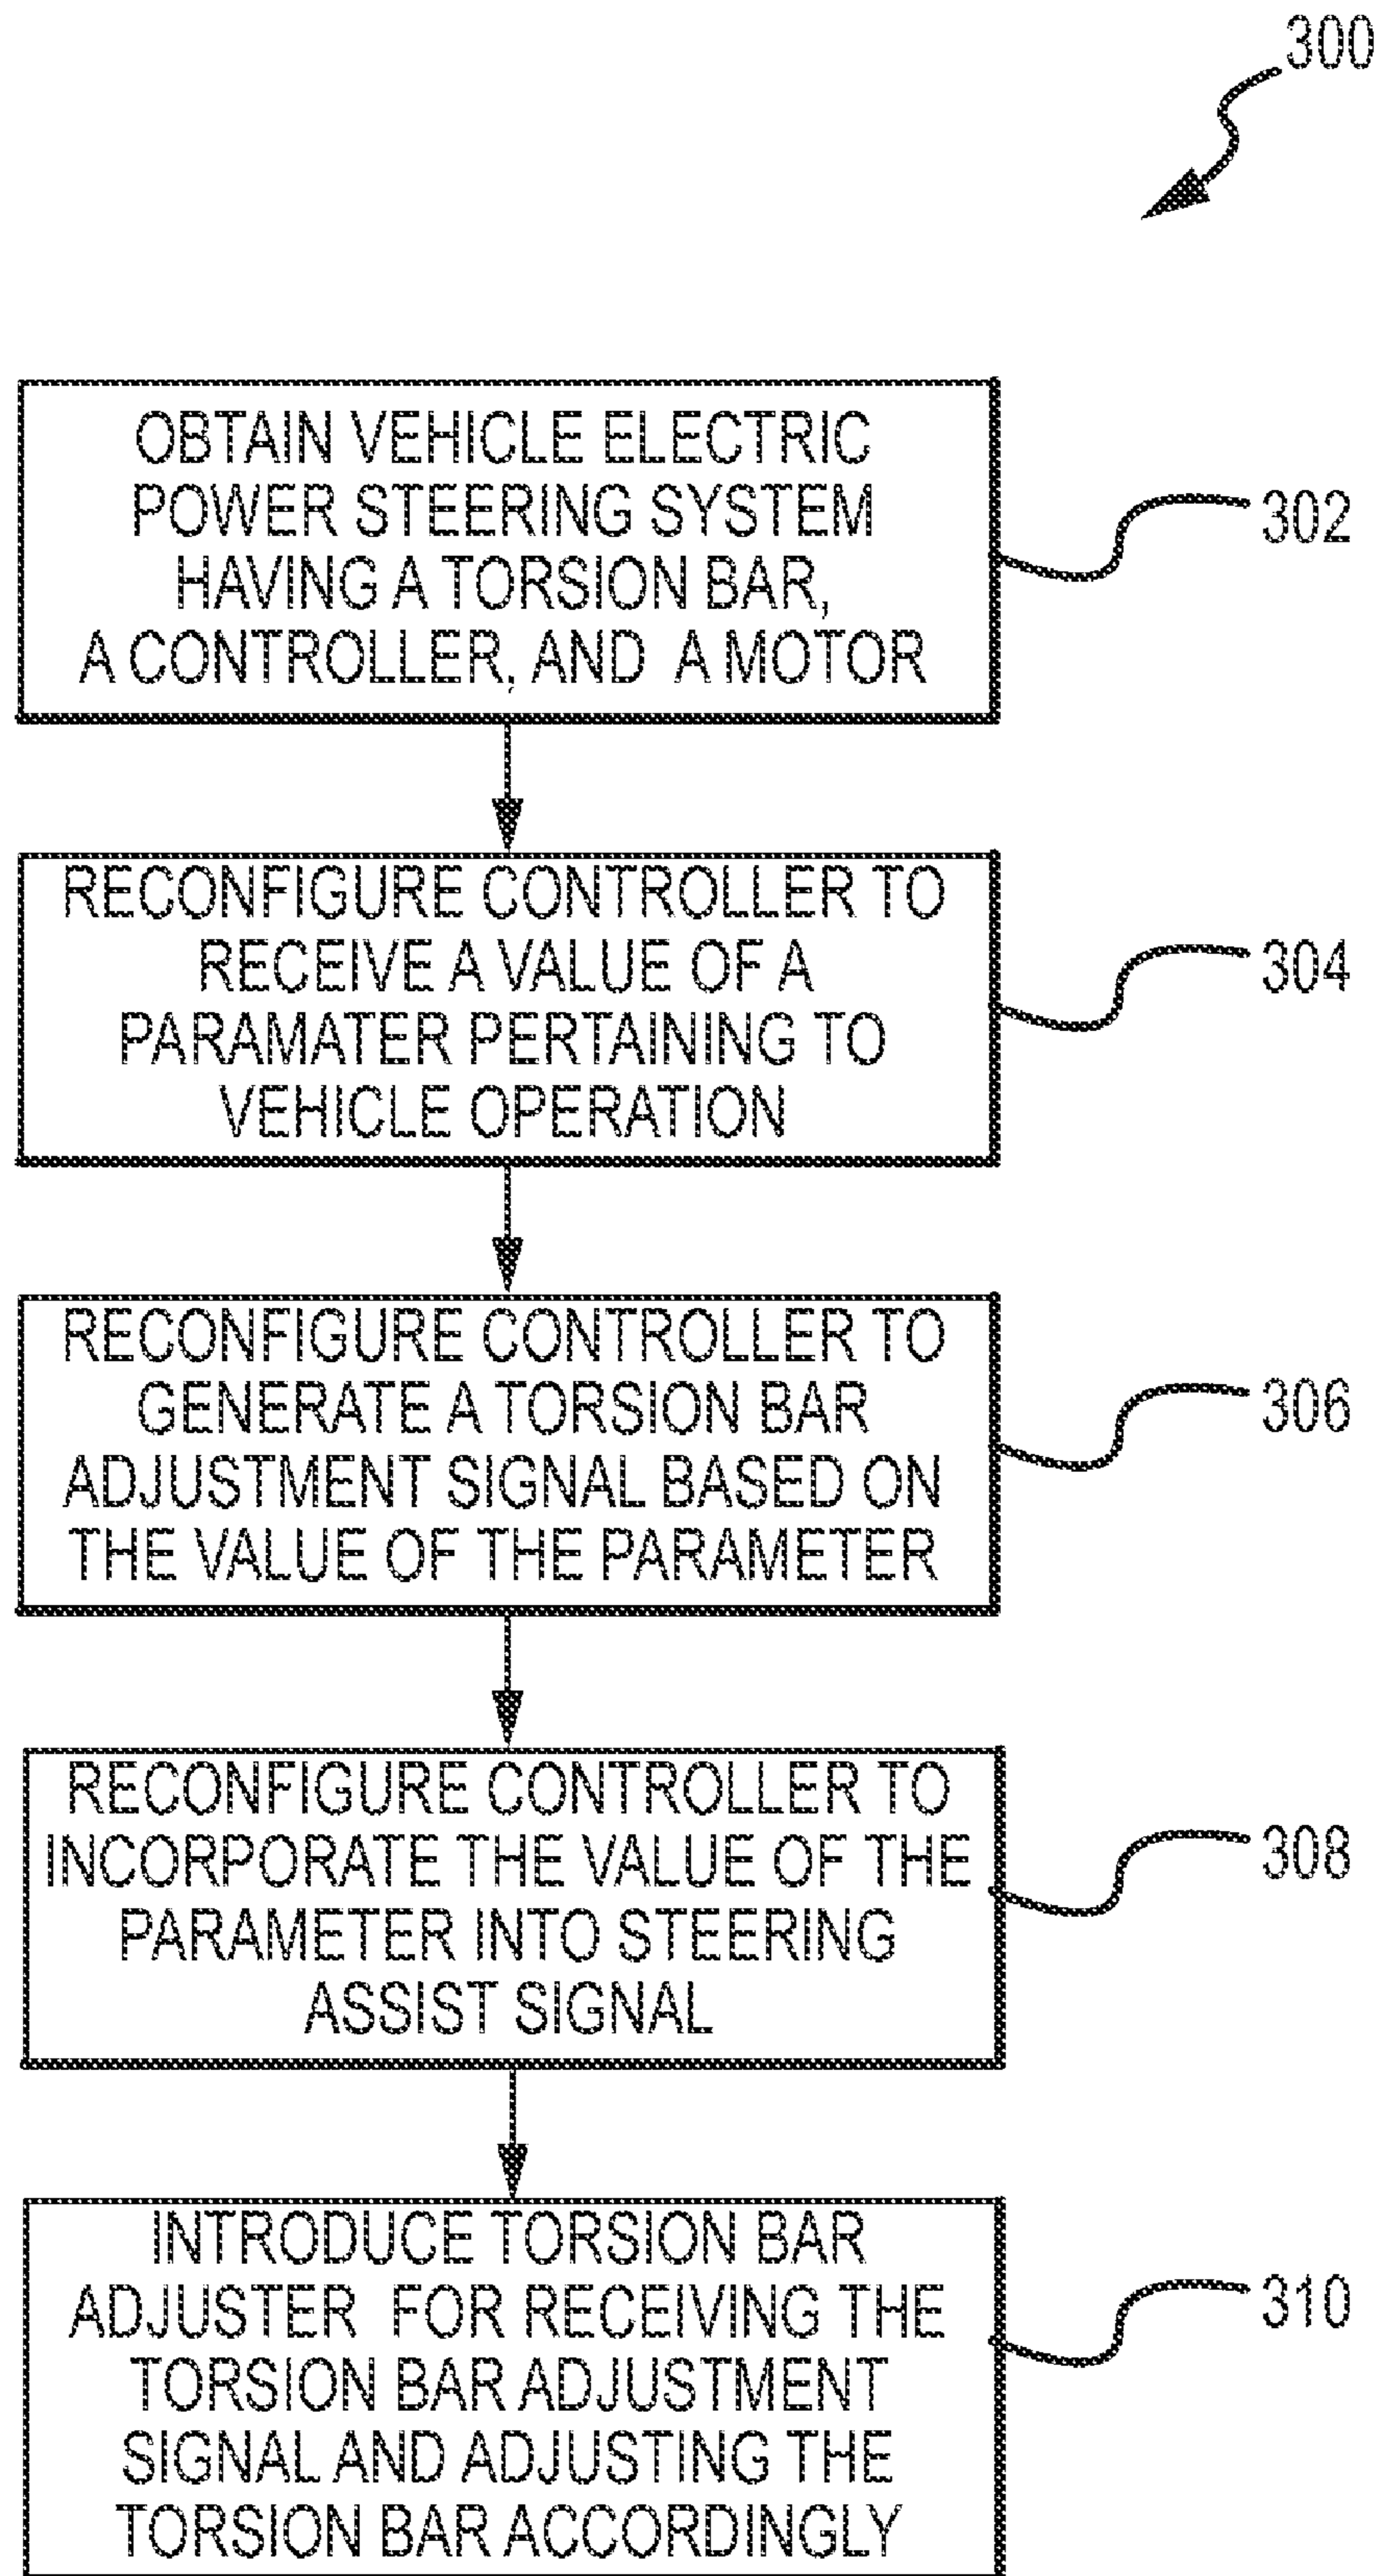 300
OBTAIN VEHICLE ELECTRIC
POWER STEERING SYSTEM
HAVING A TORSION BAR,
A CONTROLLER, AND A MOTOR
302
RECONFIGURE CONTROLLER TO
RECEIVE A VALUE OF A
PARAMATER PERTAINING TO
VEHICLE OPERATION
304
RECONFIGURE CONTROLLER TO
GENERATE A TORSION BAR
ADJUSTMENT SIGNAL BASED ON
THE VALUE OF THE PARAMETER
306
RECONFIGURE CONTROLLER TO
INCORPORATE THE VALUE OF THE
PARAMETER INTO STEERING
ASSIST SIGNAL
308
INTRODUCE TORSION BAR
ADJUSTER FOR RECEIVING THE
TORSION BAR ADJUSTMENT
SIGNAL AND ADJUSTING THE
TORSION BAR ACCORDINGLY
310